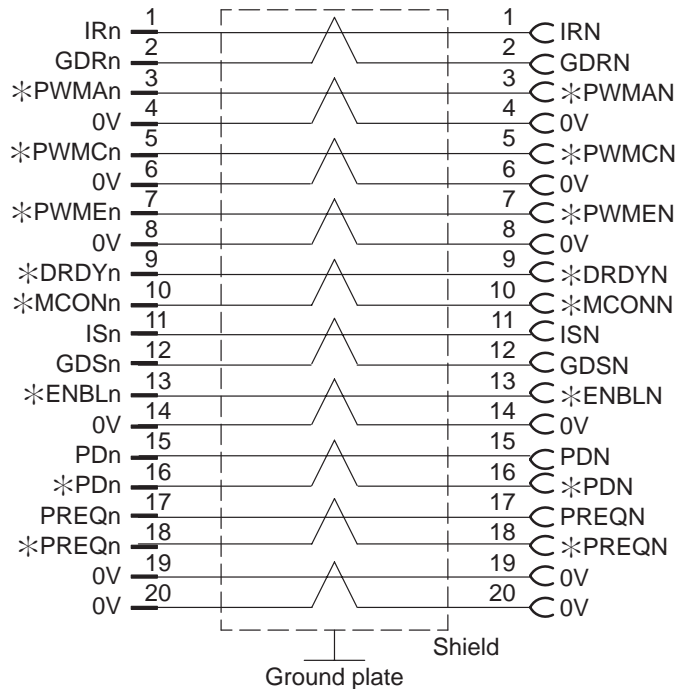 IRn 1 1 IRN
GDRn 2 2 GDRN
＊PWMAn 3 3 ＊PWMAN
0V 4 4 0V
＊PWMCn 5 5 ＊PWMCN
0V 6 6 0V
＊PWMEn 7 7 ＊PWMEN
0V 8 8 0V
＊DRDYn 9 9 ＊DRDYN
＊MCONn 10 10 ＊MCONN
ISn 11 11 ISN
GDSn 12 12 GDSN
＊ENBLn 13 13 ＊ENBLN
0V 14 14 0V
PDn 15 15 PDN
＊PDn 16 16 ＊PDN
PREQn 17 17 PREQN
＊PREQn 18 18 ＊PREQN
0V 19 19 0V
0V 20 20 0V
Shield
Ground plate